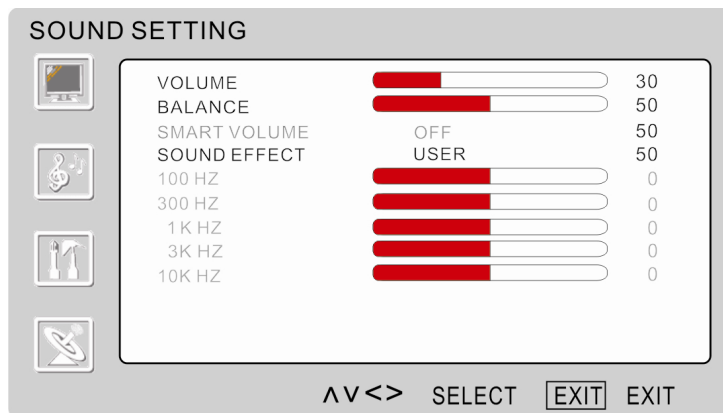 SOUND SETTING
VOLUME 30
BALANCE 50
SMART VOLUME OFF 50
SOUND EFFECT USER 50
100 HZ 0
300 HZ 0
1K HZ 0
3K HZ 0
10K HZ 0
∧∨<> SELECT EXIT EXIT